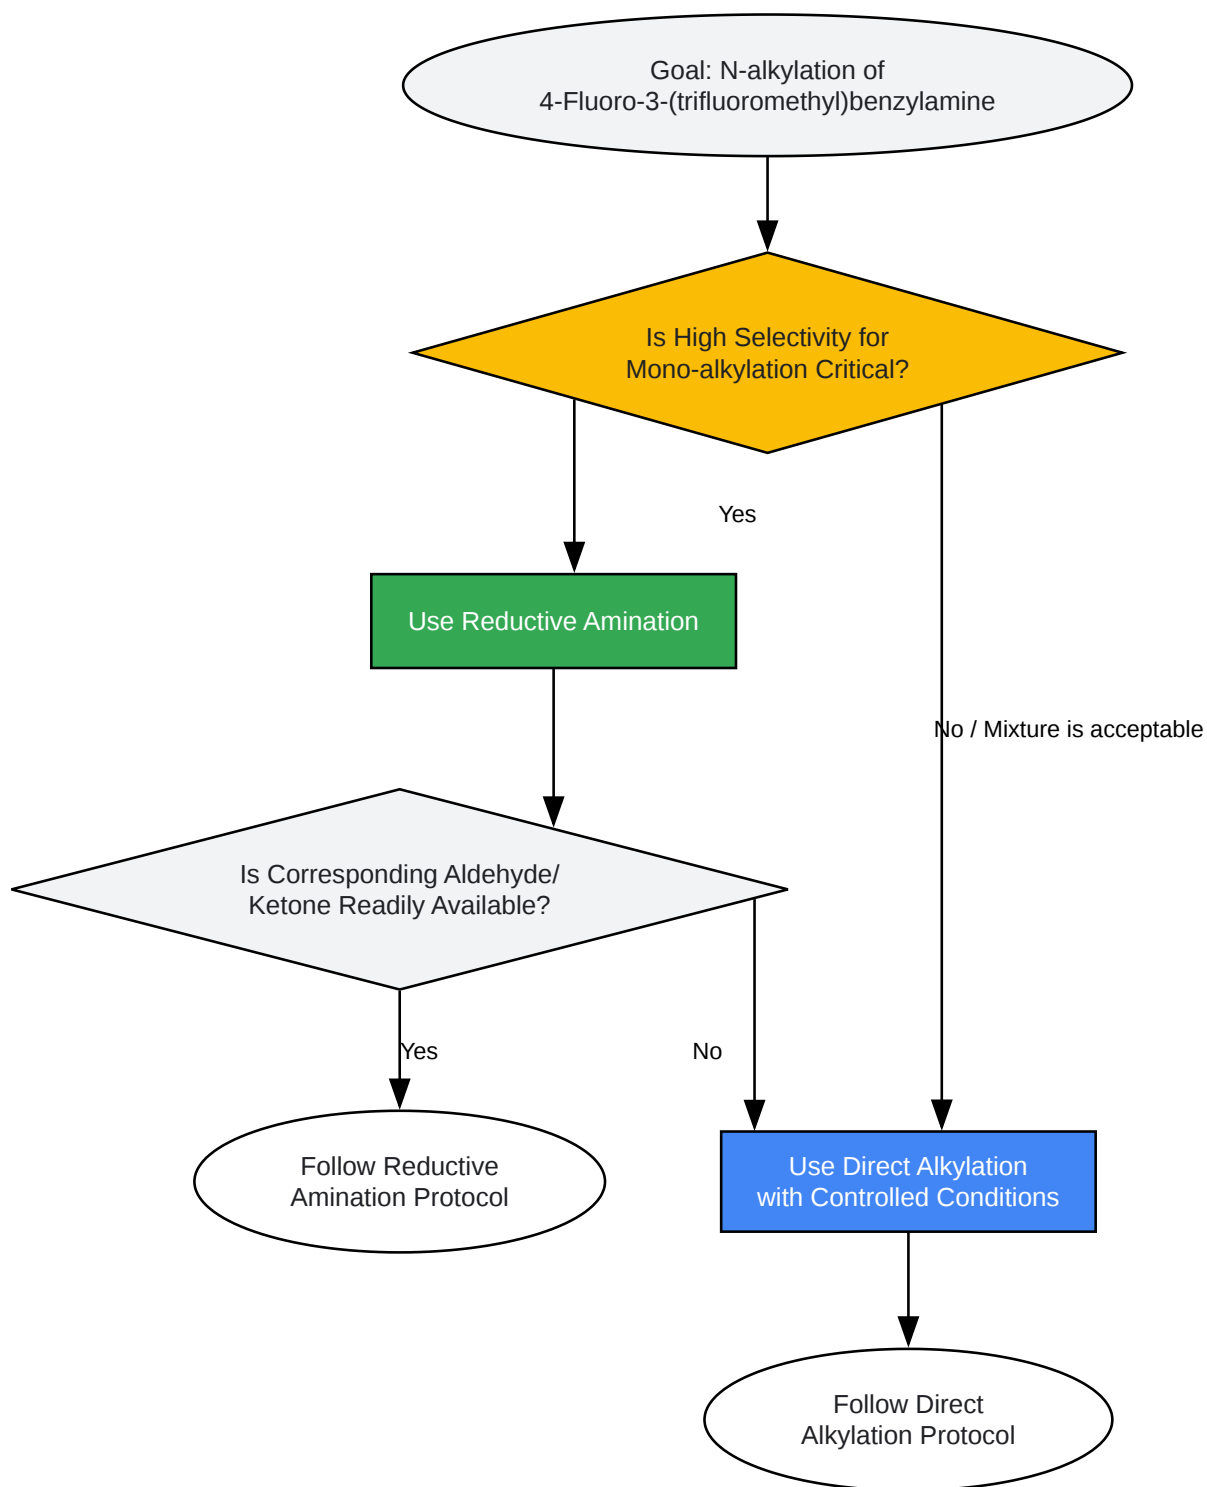 Goal: N-alkylation of
4-Fluoro-3-(trifluoromethyl)benzylamine
Is High Selectivity for
Mono-alkylation Critical?
Yes
Use Reductive Amination
No / Mixture is acceptable
Is Corresponding Aldehyde/
Ketone Readily Available?
Yes
No
Follow Reductive
Amination Protocol
Use Direct Alkylation
with Controlled Conditions
Follow Direct
Alkylation Protocol